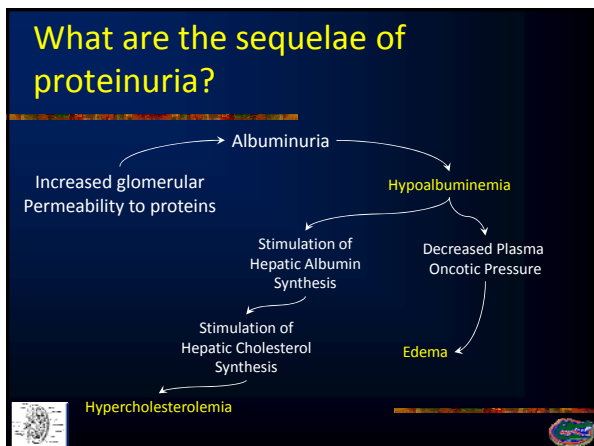 What are the sequelae of
proteinuria?
Albuminuria
Increased glomerular
Permeability to proteins
Hypoalbuminemia
Stimulation of
Hepatic Albumin
Synthesis
Decreased Plasma
Oncotic Pressure
Stimulation of
Hepatic Cholesterol
Synthesis
Edema
Hypercholesterolemia